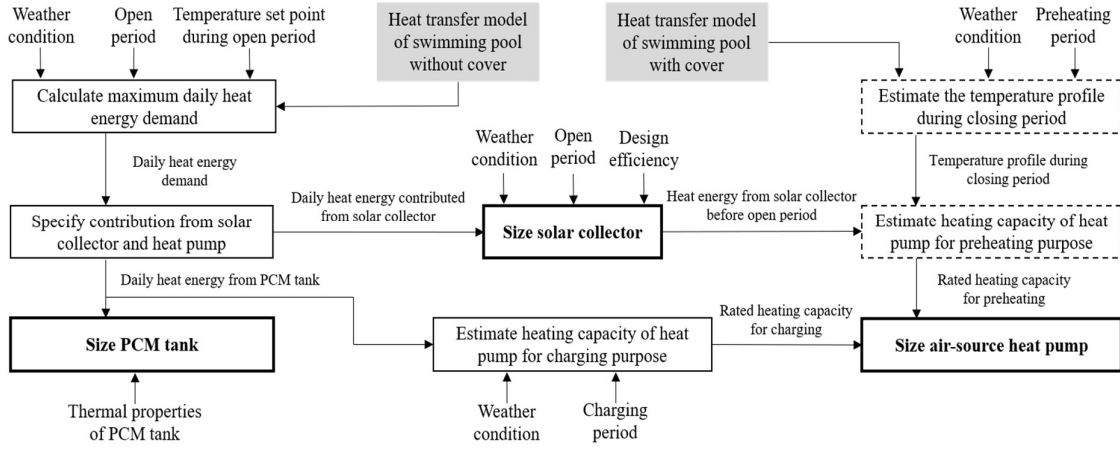 Weather
condition
Open
period
Temperature set point
during open period
Heat transfer model
of swimming pool
without cover
Heat transfer model
of swimming pool
with cover
Weather
condition
Preheating
period
Calculate maximum daily heat
energy demand
Estimate the temperature profile
during closing period
Daily heat energy
demand
Weather
condition
Open
period
Design
efficiency
Temperature profile during
closing period
Specify contribution from solar
collector and heat pump
Daily heat energy contributed
from solar collector
Size solar collector
Heat energy from solar collector
before open period
Estimate heating capacity of heat
pump for preheating purpose
Daily heat energy from PCM tank
Rated heating capacity
for preheating
Size PCM tank
Estimate heating capacity of heat
pump for charging purpose
Rated heating capacity
for charging
Size air-source heat pump
Thermal properties
of PCM tank
Weather
condition
Charging
period